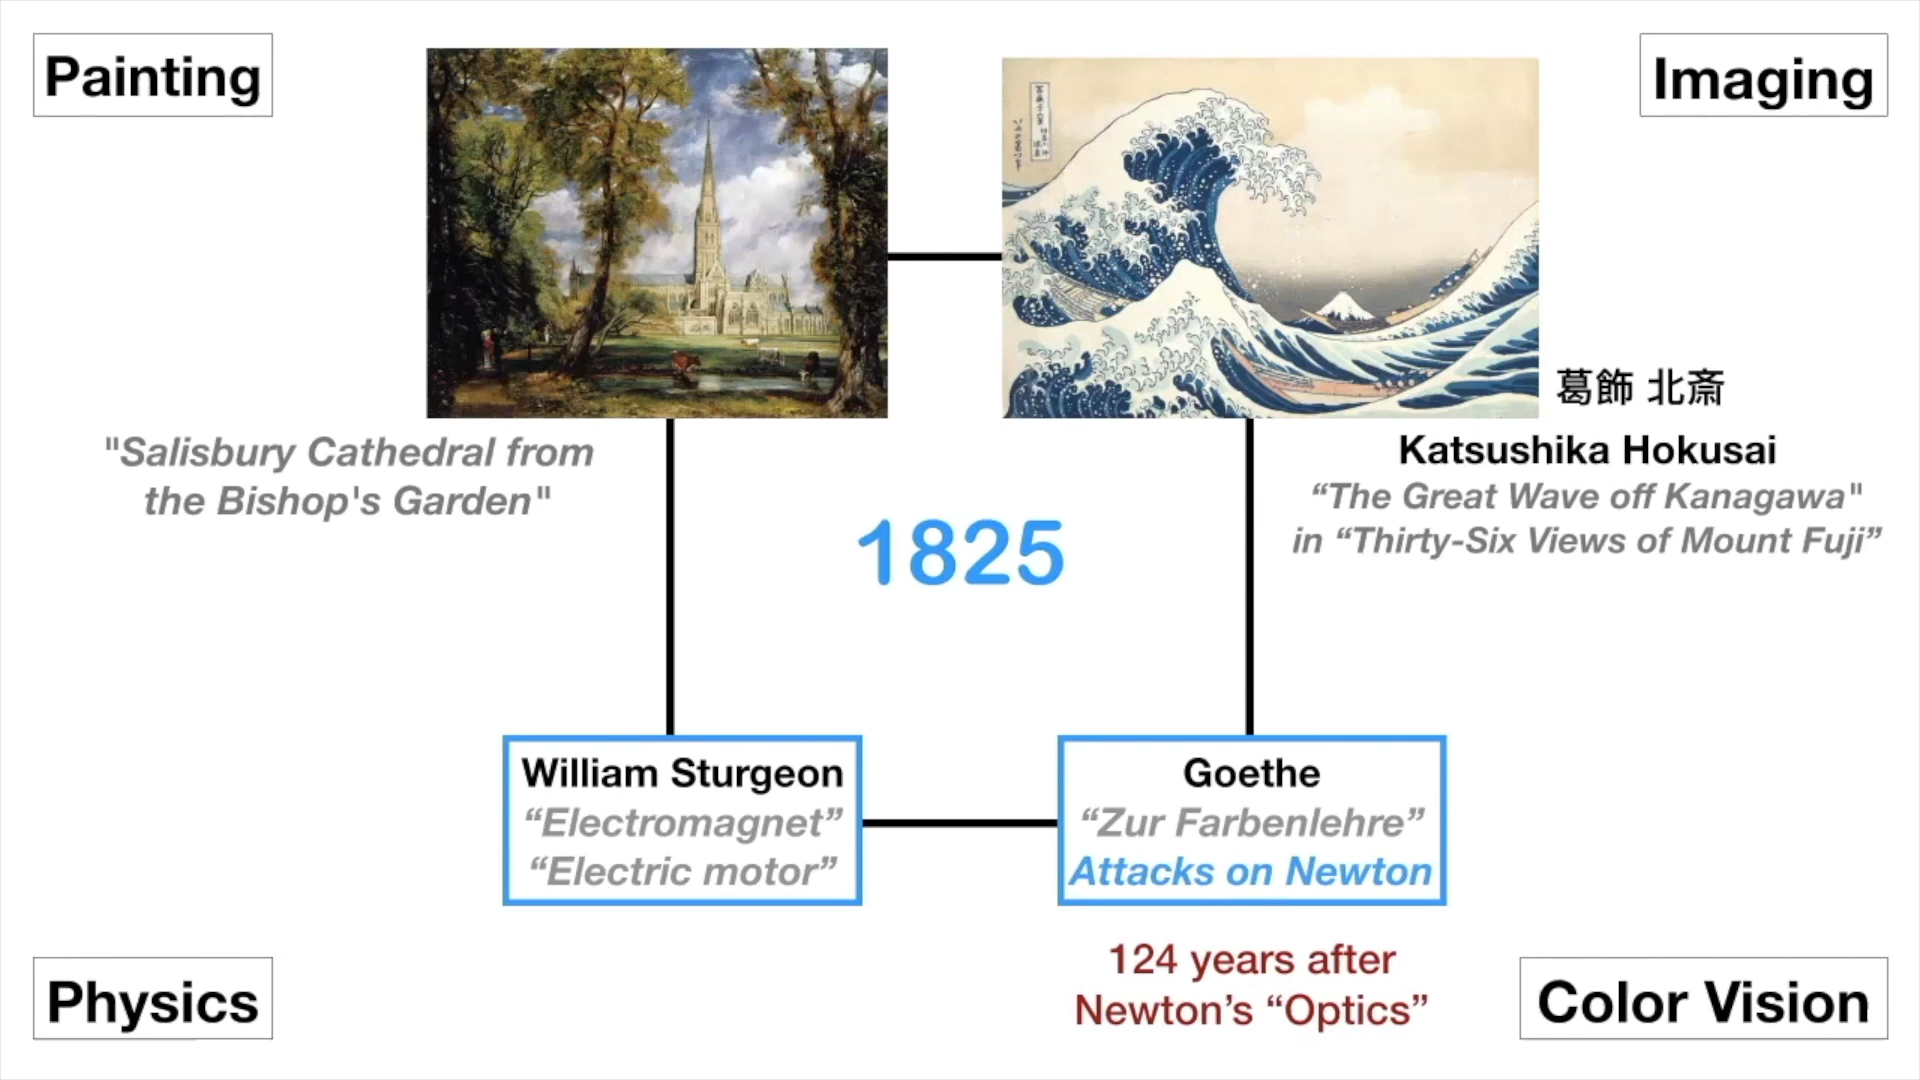 Painting
Imaging
葛飾 北斎
"Salisbury Cathedral from
the Bishop's Garden"
Katsushika Hokusai
“The Great Wave off Kanagawa"
in “Thirty-Six Views of Mount Fuji”
1825
William Sturgeon
“Electromagnet”
“Electric motor”
Goethe
“Zur Farbenlehre”
Attacks on Newton
124 years after
Newton’s “Optics”
Physics
Color Vision